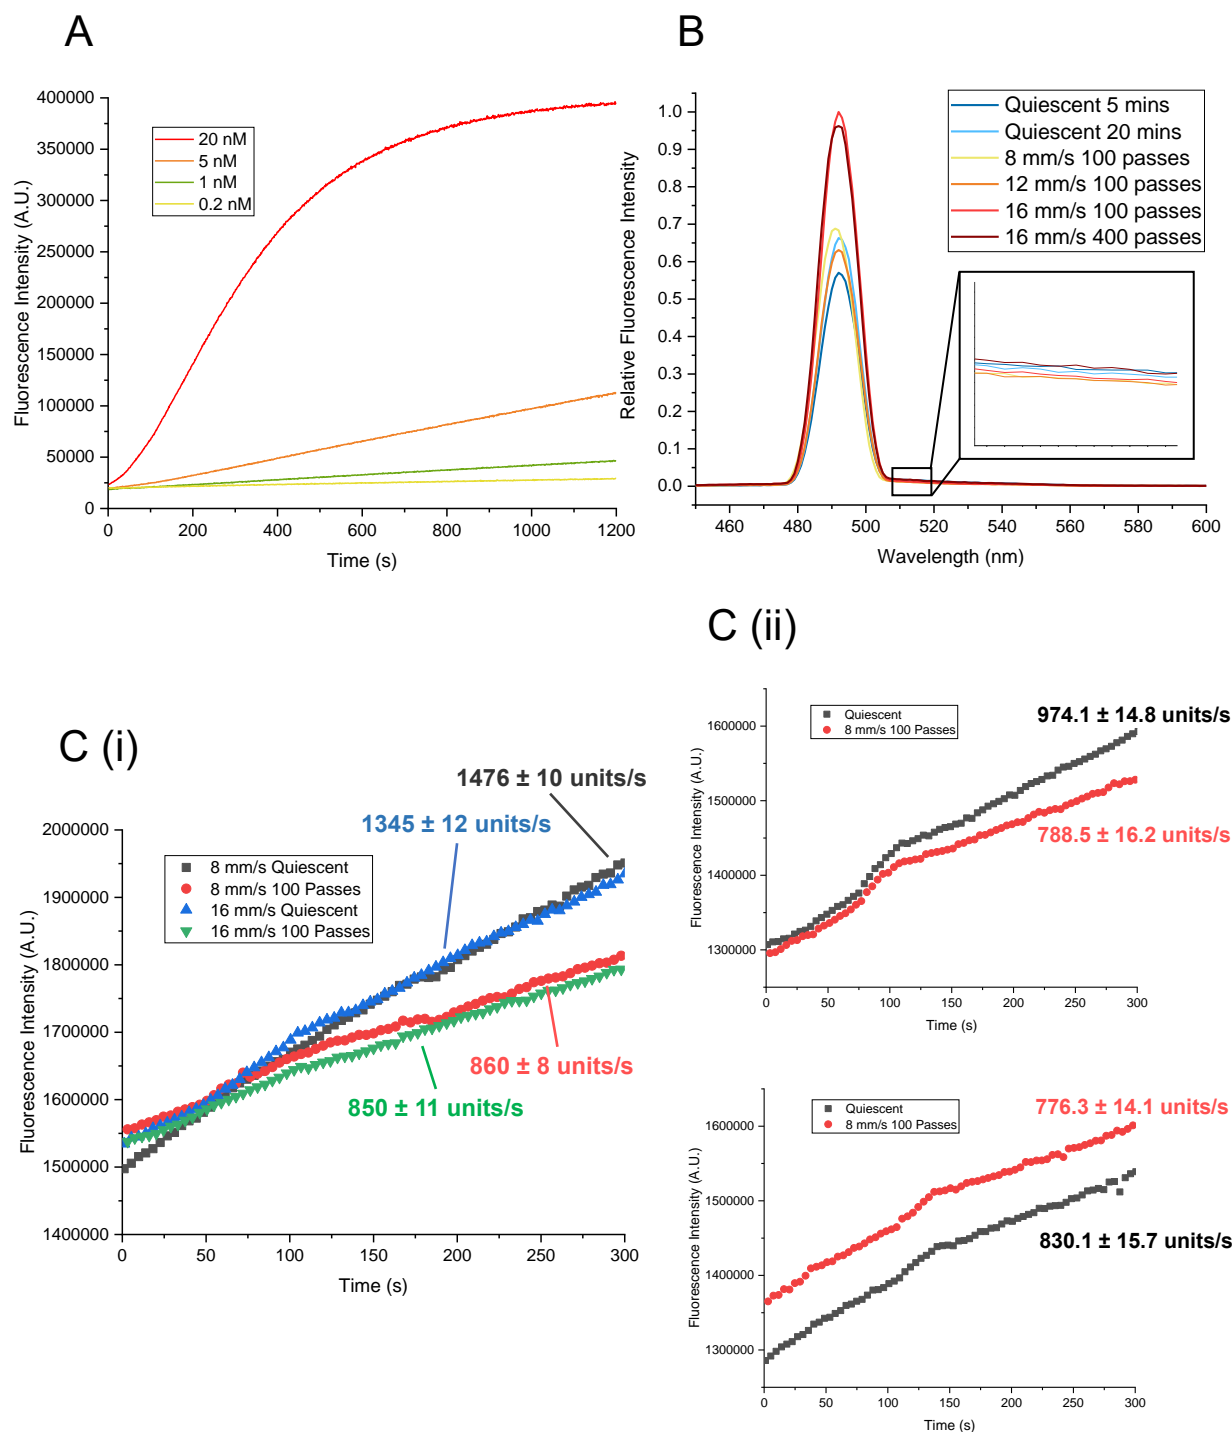 A
Fluorescence Intensity (A.U.)
400000
350000
300000
250000
200000
150000
100000
50000
0
20 nM
5 nM
1 nM
0.2 nM
0 200 400 600 800 1000 1200
Time (s)
B
Relative Fluorescence Intensity
1.0
0.9
0.8
0.7
0.6
0.5
0.4
0.3
0.2
0.1
0.0
Quiescent 5 mins
Quiescent 20 mins
8 mm/s 100 passes
12 mm/s 100 passes
16 mm/s 100 passes
16 mm/s 400 passes
460 480 500 520 540 560 580 600
Wavelength (nm)
C (i)
Fluorescence Intensity (A.U.)
2000000
1900000
1800000
1700000
1600000
1500000
1400000
8 mm/s Quiescent
8 mm/s 100 Passes
16 mm/s Quiescent
16 mm/s 100 Passes
1476 ± 10 units/s
1345 ± 12 units/s
860 ± 8 units/s
850 ± 11 units/s
0 50 100 150 200 250 300
Time (s)
C (ii)
Fluorescence Intensity (A.U.)
1600000
1500000
1400000
1300000
Quiescent
8 mm/s 100 Passes
974.1 ± 14.8 units/s
788.5 ± 16.2 units/s
0 50 100 150 200 250 300
Time (s)
Fluorescence Intensity (A.U.)
1600000
1500000
1400000
1300000
Quiescent
8 mm/s 100 Passes
776.3 ± 14.1 units/s
830.1 ± 15.7 units/s
0 50 100 150 200 250 300
Time (s)